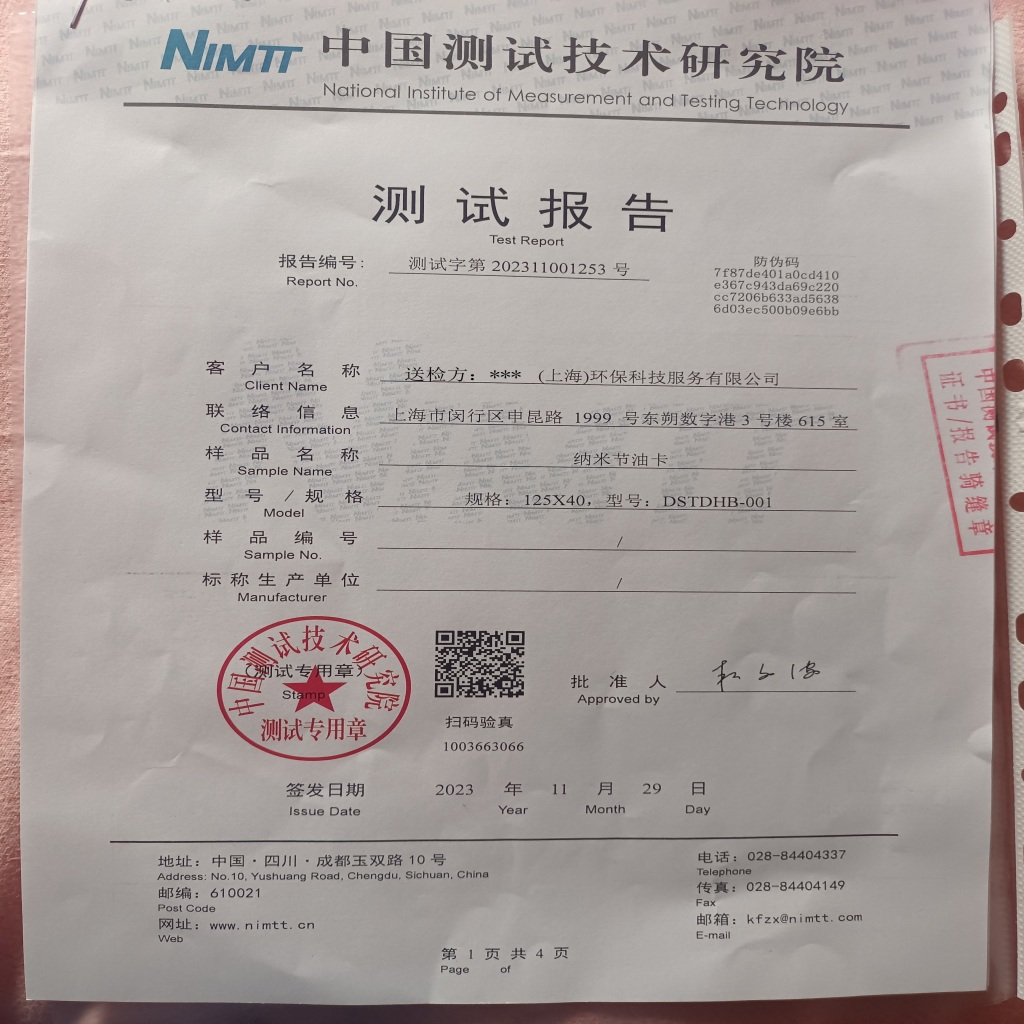 NIMTT 中国测试技术研究院
National Institute of Measurement and Testing Technology
测试报告
Test Report
报告编号: 测试字第 202311001253 号
Report No.
防伪码
7f87de401a0cd410
e367c943da69c220
cc7206b633ad5638
6d03ec500b09e6bb
客户名称 送检方：*** (上海)环保科技服务有限公司
Client Name
联络信息 上海市闵行区申昆路 1999 号东朔数字港 3 号楼 615 室
Contact Information
样品名称 纳米节油卡
Sample Name
型号/规格 规格：125X40，型号：DSTDHB-001
Model
样品编号 /
Sample No.
标称生产单位 /
Manufacturer
证书/报告骑缝章
中国测试技术研究院
(测试专用章)
Stamp
测试专用章
扫码验真
1003663066
批准人
Approved by
签发日期 2023 年 11 月 29 日
Issue Date Year Month Day
地址：中国·四川·成都玉双路 10 号
Address: No.10, Yushuang Road, Chengdu, Sichuan, China
邮编：610021
Post Code
网址：www.nimtt.cn
Web
电话：028-84404337
Telephone
传真：028-84404149
Fax
邮箱：kfzx@nimtt.com
E-mail
第 1 页 共 4 页
Page of